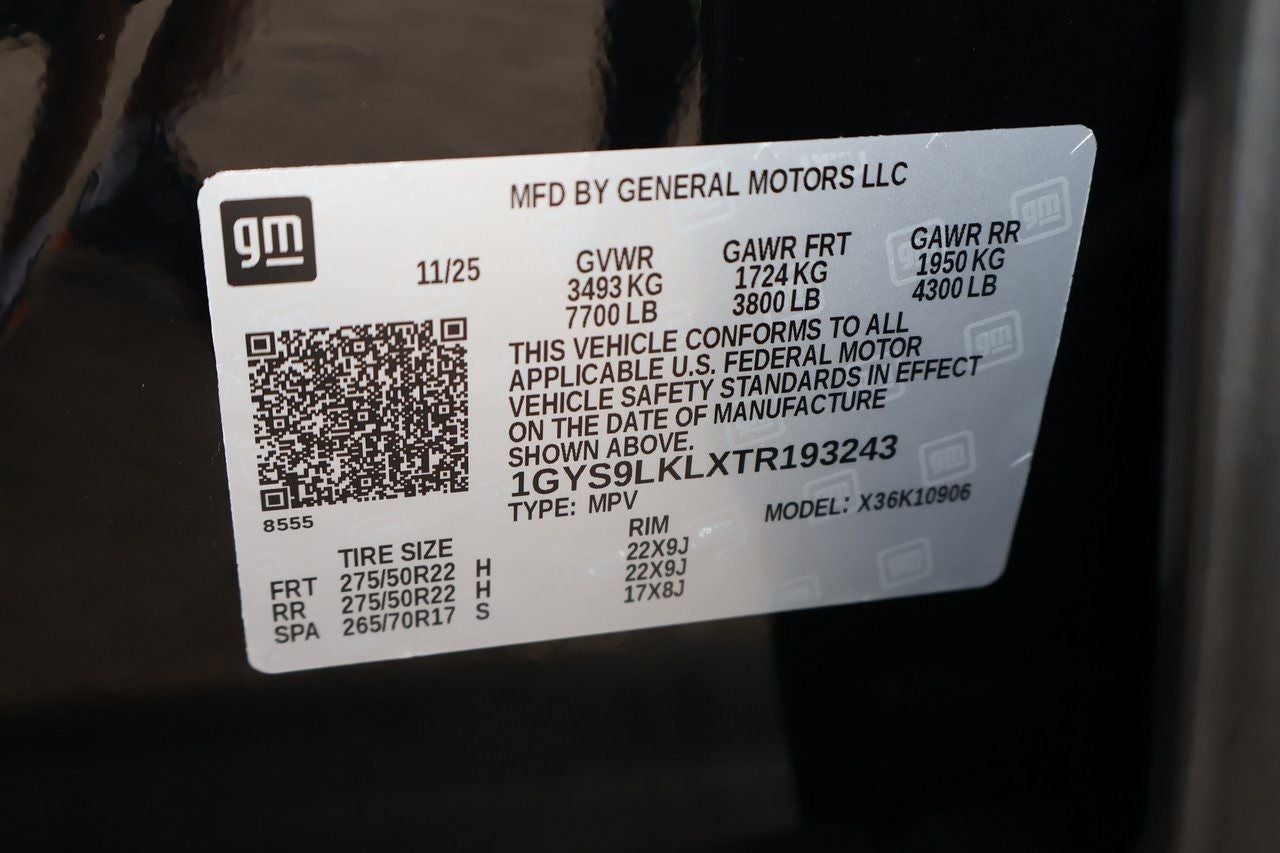 MFD BY GENERAL MOTORS LLC
gm
11/25
GVWR GAWR FRT GAWR RR
3493 KG 1724 KG 1950 KG
7700 LB 3800 LB 4300 LB
THIS VEHICLE CONFORMS TO ALL
APPLICABLE U.S. FEDERAL MOTOR
VEHICLE SAFETY STANDARDS IN EFFECT
ON THE DATE OF MANUFACTURE
SHOWN ABOVE.
1GYS9LKLXTR193243
TYPE: MPV MODEL: X36K10906
8555
TIRE SIZE RIM
FRT 275/50R22 H 22X9J
RR 275/50R22 H 22X9J
SPA 265/70R17 S 17X8J